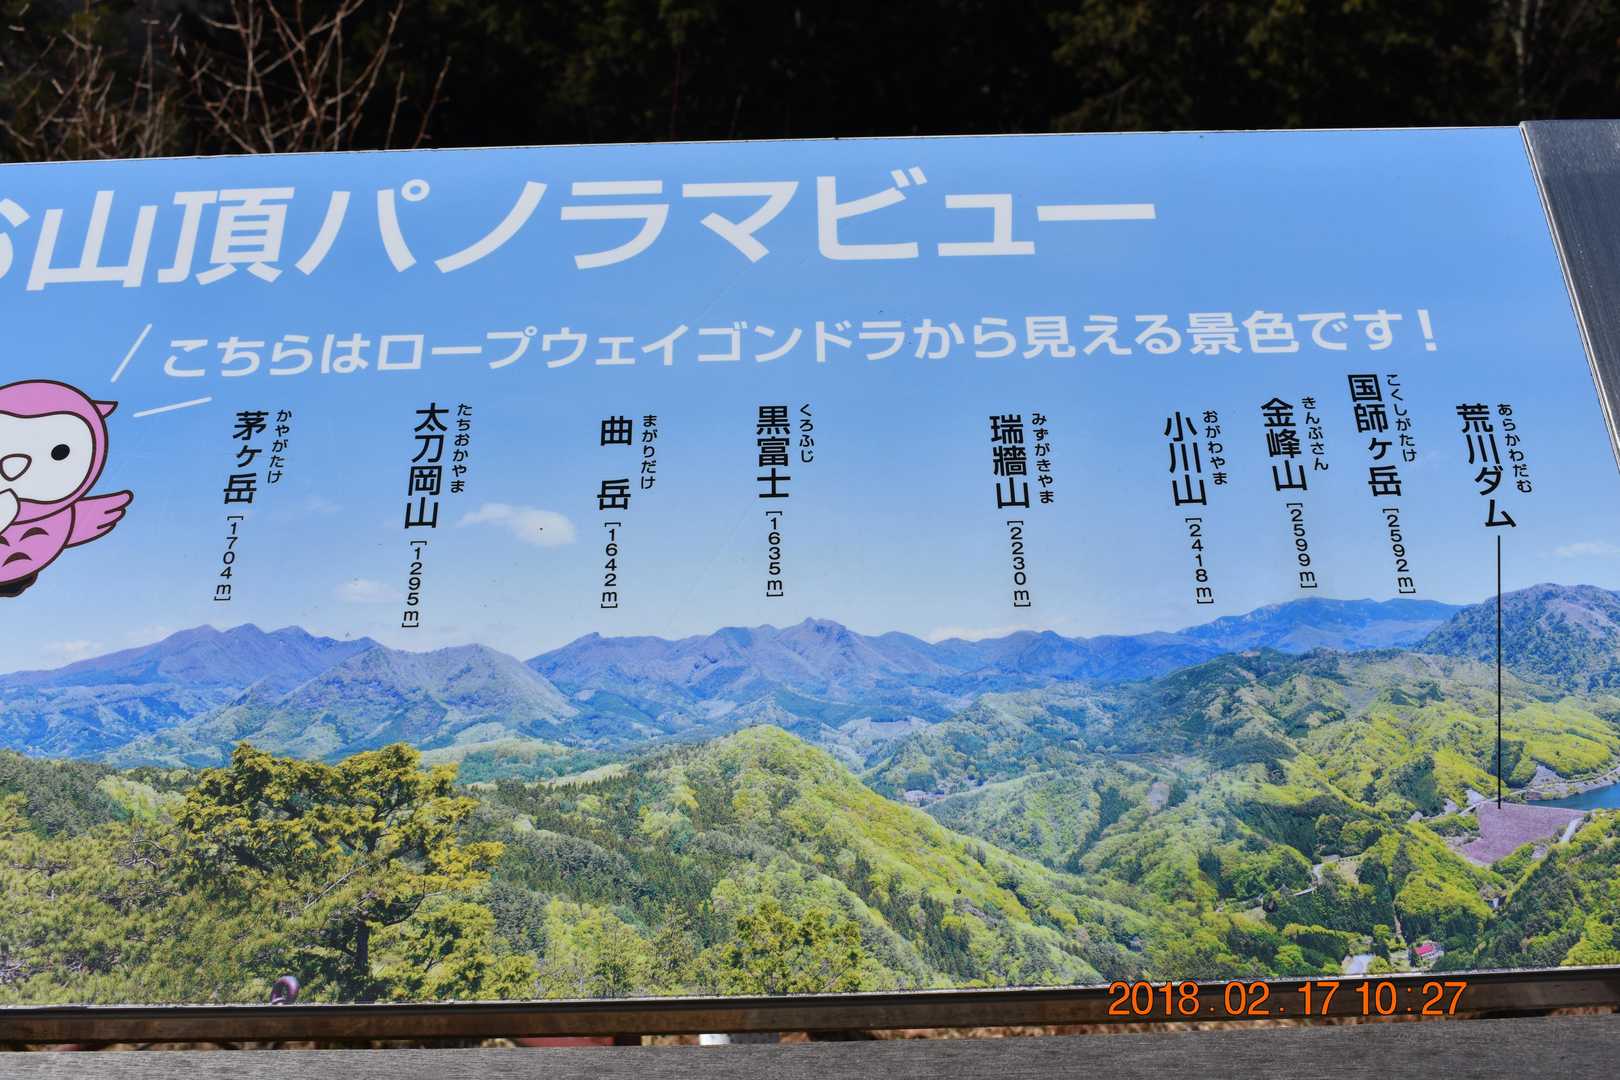 山頂パノラマビュー
こちらはロープウェイゴンドラから見える景色です!
かやがたけ
茅ヶ岳[1704m]
たちおかやま
太刀岡山[1295m]
まがりだけ
曲岳[1642m]
くろふじ
黒富士[1635m]
みずがきやま
瑞牆山[2230m]
おがわやま
小川山[2418m]
きんぷさん
金峰山[2599m]
こくしがたけ
国師ヶ岳[2592m]
あらかわだむ
荒川ダム
2018.02.17 10:27